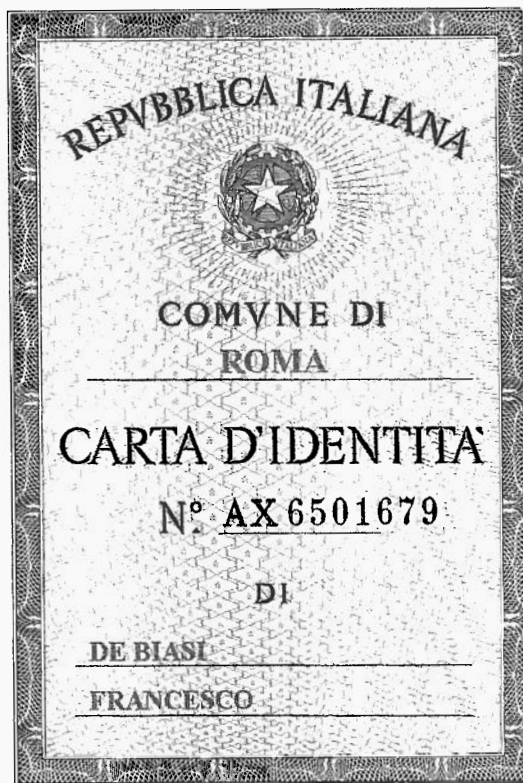 REPVBBLICA ITALIANA
COMVNE DI
ROMA
CARTA D'IDENTITA'
N° AX 6501679
DI
DE BIASI
FRANCESCO